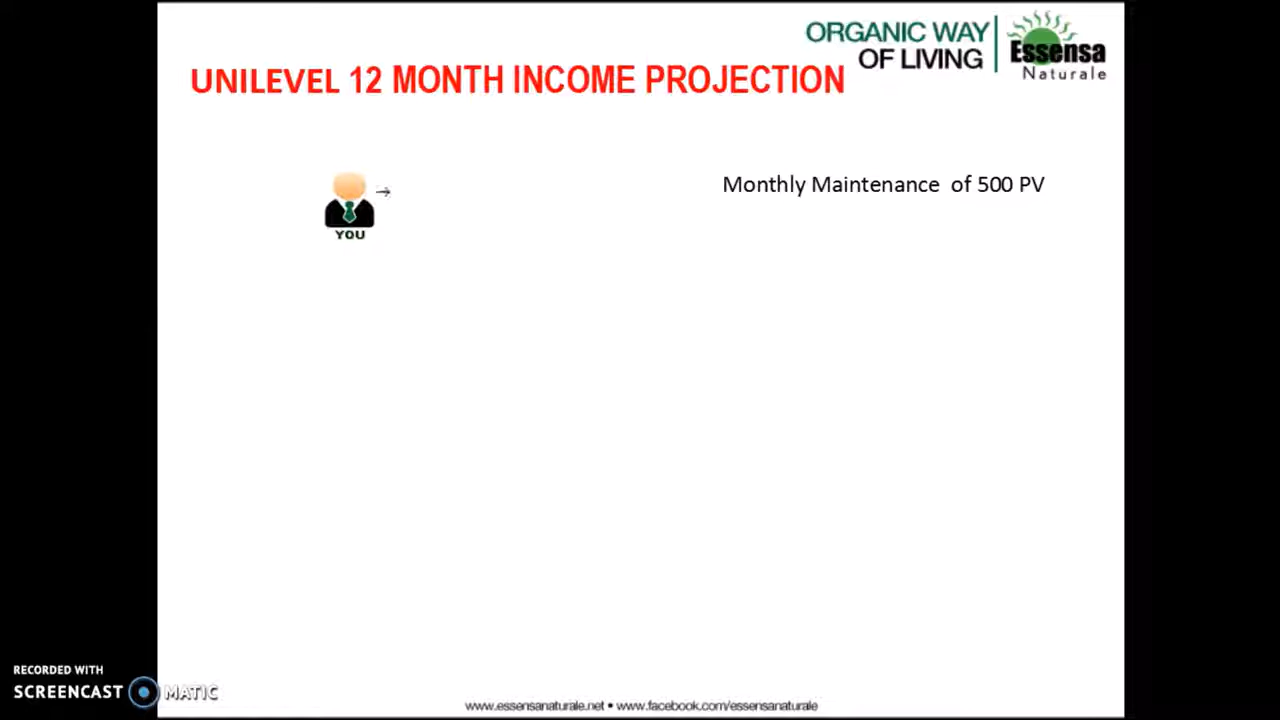 ORGANIC WAY
OF LIVING
Essensa
Naturale
UNILEVEL 12 MONTH INCOME PROJECTION
Monthly Maintenance of 500 PV
YOU
RECORDED WITH
SCREENCAST MATIC
www.essensanaturale.net • www.facebook.com/essensanaturale